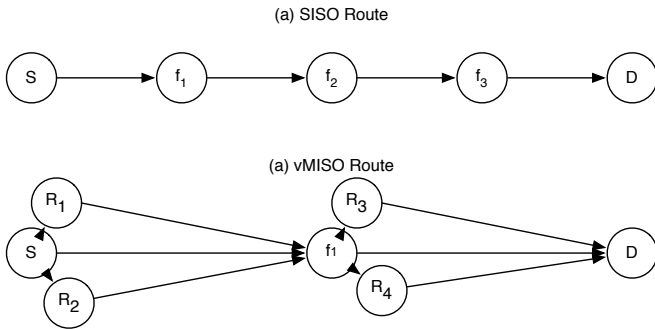 (a) SISO Route
S f₁ f₂ f₃ D
(a) vMISO Route
R₁ R₃
S f₁ D
R₂ R₄